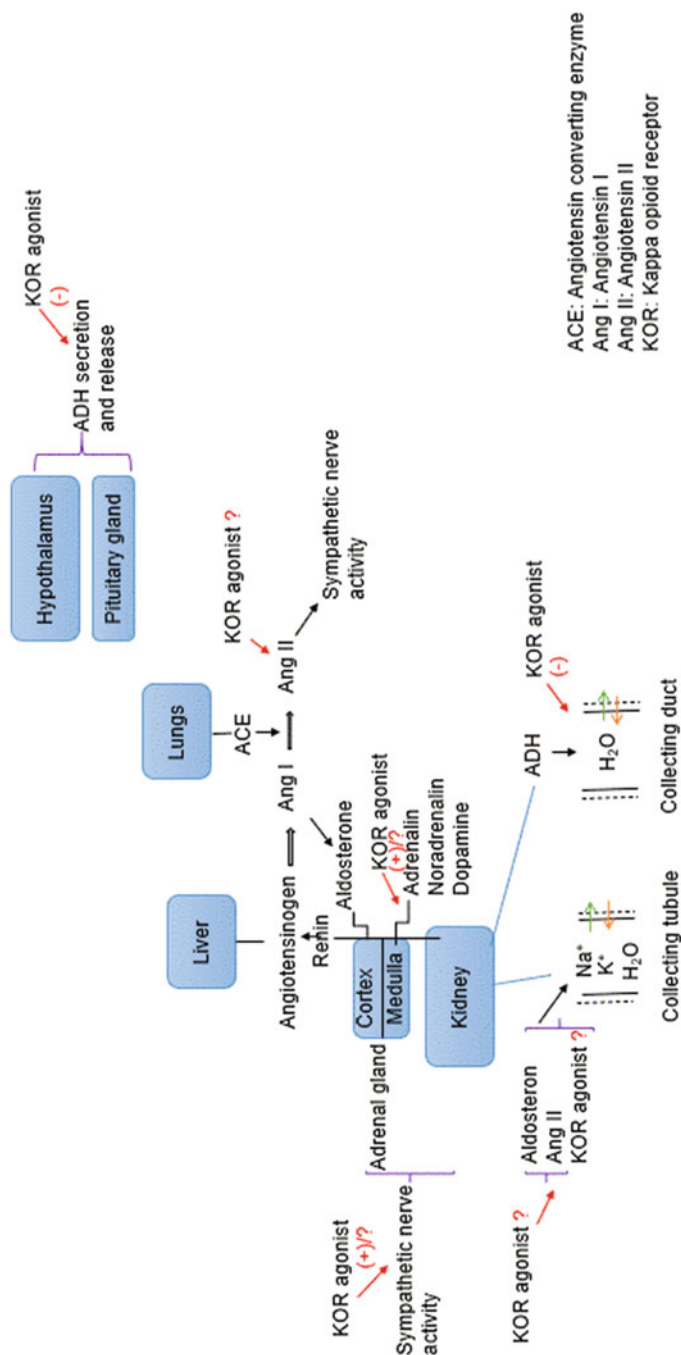 Hypothalamus
Pituitary gland
ADH secretion
and release
KOR agonist
(-)
Lungs
ACE
Liver
Angiotensinogen
Ang I
Ang II
KOR agonist ?
Sympathetic nerve
activity
Renin
Aldosterone
KOR agonist
(+)/?
Adrenalin
Noradrenalin
Dopamine
Adrenal gland
Cortex
Medulla
Kidney
KOR agonist
(+)/?
Sympathetic nerve
activity
KOR agonist ?
Aldosteron
Ang II
KOR agonist ?
Na+
K+
H2O
Collecting tubule
ADH
KOR agonist
(-)
H2O
Collecting duct
ACE: Angiotensin converting enzyme
Ang I: Angiotensin I
Ang II: Angiotensin II
KOR: Kappa opioid receptor